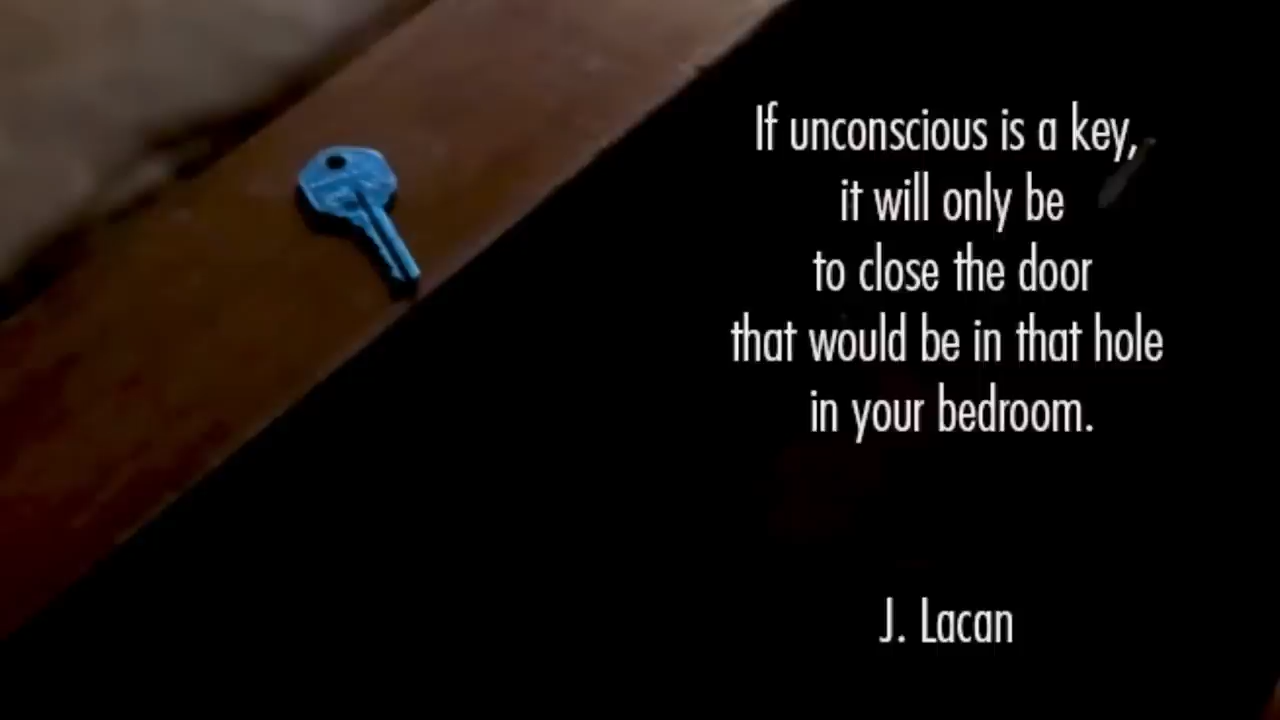 If unconscious is a key,
it will only be
to close the door
that would be in that hole
in your bedroom.
J. Lacan